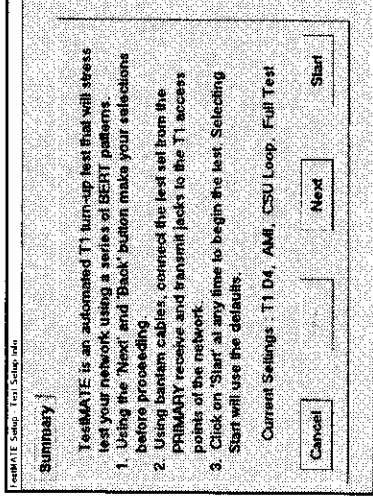 TestMATE Setup Test Setup Info
Summary
TestMATE is an automated T1 turn-up test that will stress
test your network using a series of BERT patterns.
1. Using the 'Next' and 'Back' button make your selections
before proceeding.
2. Using bantam cables, connect the test set from the
PRIMARY receive and transmit jacks to the T1 access
points of the network.
3. Click on 'Start' at any time to begin the test. Selecting
Start will use the defaults.
Current Settings : T1 D4, AMI, CSU Loop, Full Test
Cancel
Next
Start